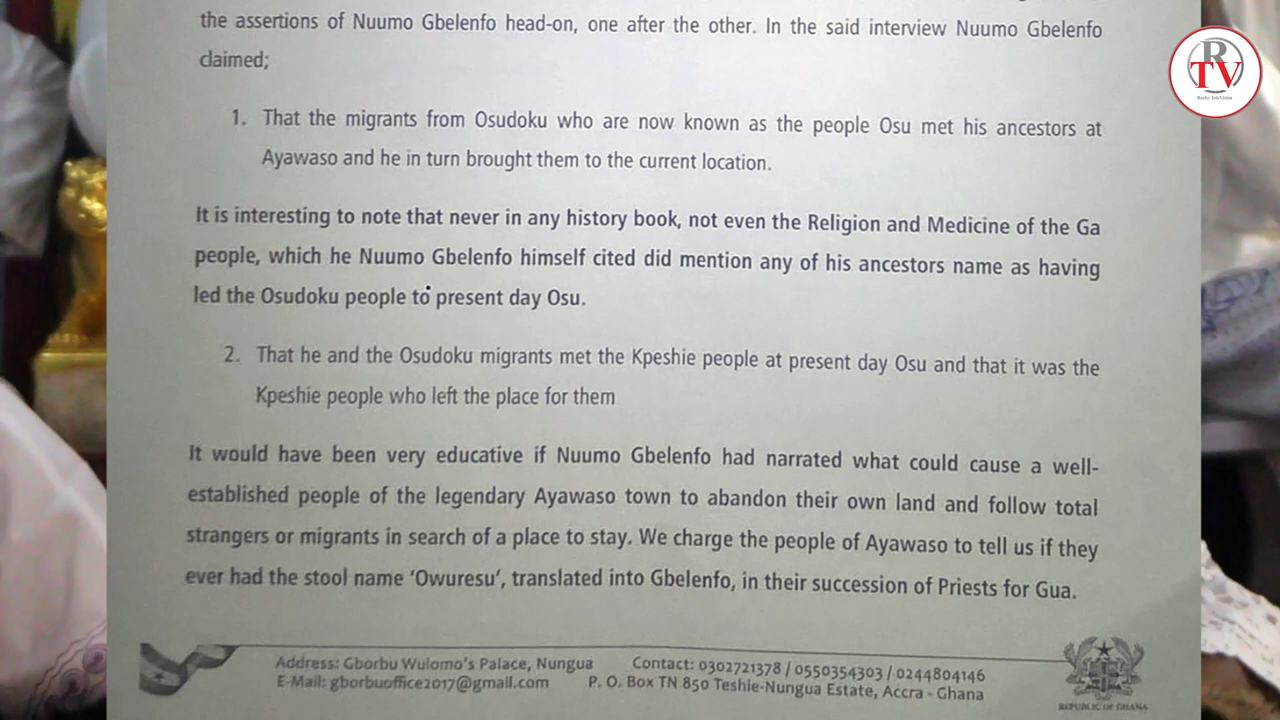 the assertions of Nuumo Gbelenfo head-on, one after the other. In the said interview Nuumo Gbelenfo
claimed;
1. That the migrants from Osudoku who are now known as the people Osu met his ancestors at
Ayawaso and he in turn brought them to the current location.
It is interesting to note that never in any history book, not even the Religion and Medicine of the Ga
people, which he Nuumo Gbelenfo himself cited did mention any of his ancestors name as having
led the Osudoku people to present day Osu.
2. That he and the Osudoku migrants met the Kpeshie people at present day Osu and that it was the
Kpeshie people who left the place for them
It would have been very educative if Nuumo Gbelenfo had narrated what could cause a well-
established people of the legendary Ayawaso town to abandon their own land and follow total
strangers or migrants in search of a place to stay. We charge the people of Ayawaso to tell us if they
ever had the stool name ‘Owuresu’, translated into Gbelenfo, in their succession of Priests for Gua.
Address: Gborbu Wulomo's Palace, Nungua Contact: 0302721378 / 0550354303 / 0244804146
E-Mail: gborbuoffice2017@gmail.com P. O. Box TN 850 Teshie-Nungua Estate, Accra - Ghana
REPUBLIC OF GHANA
R
TV